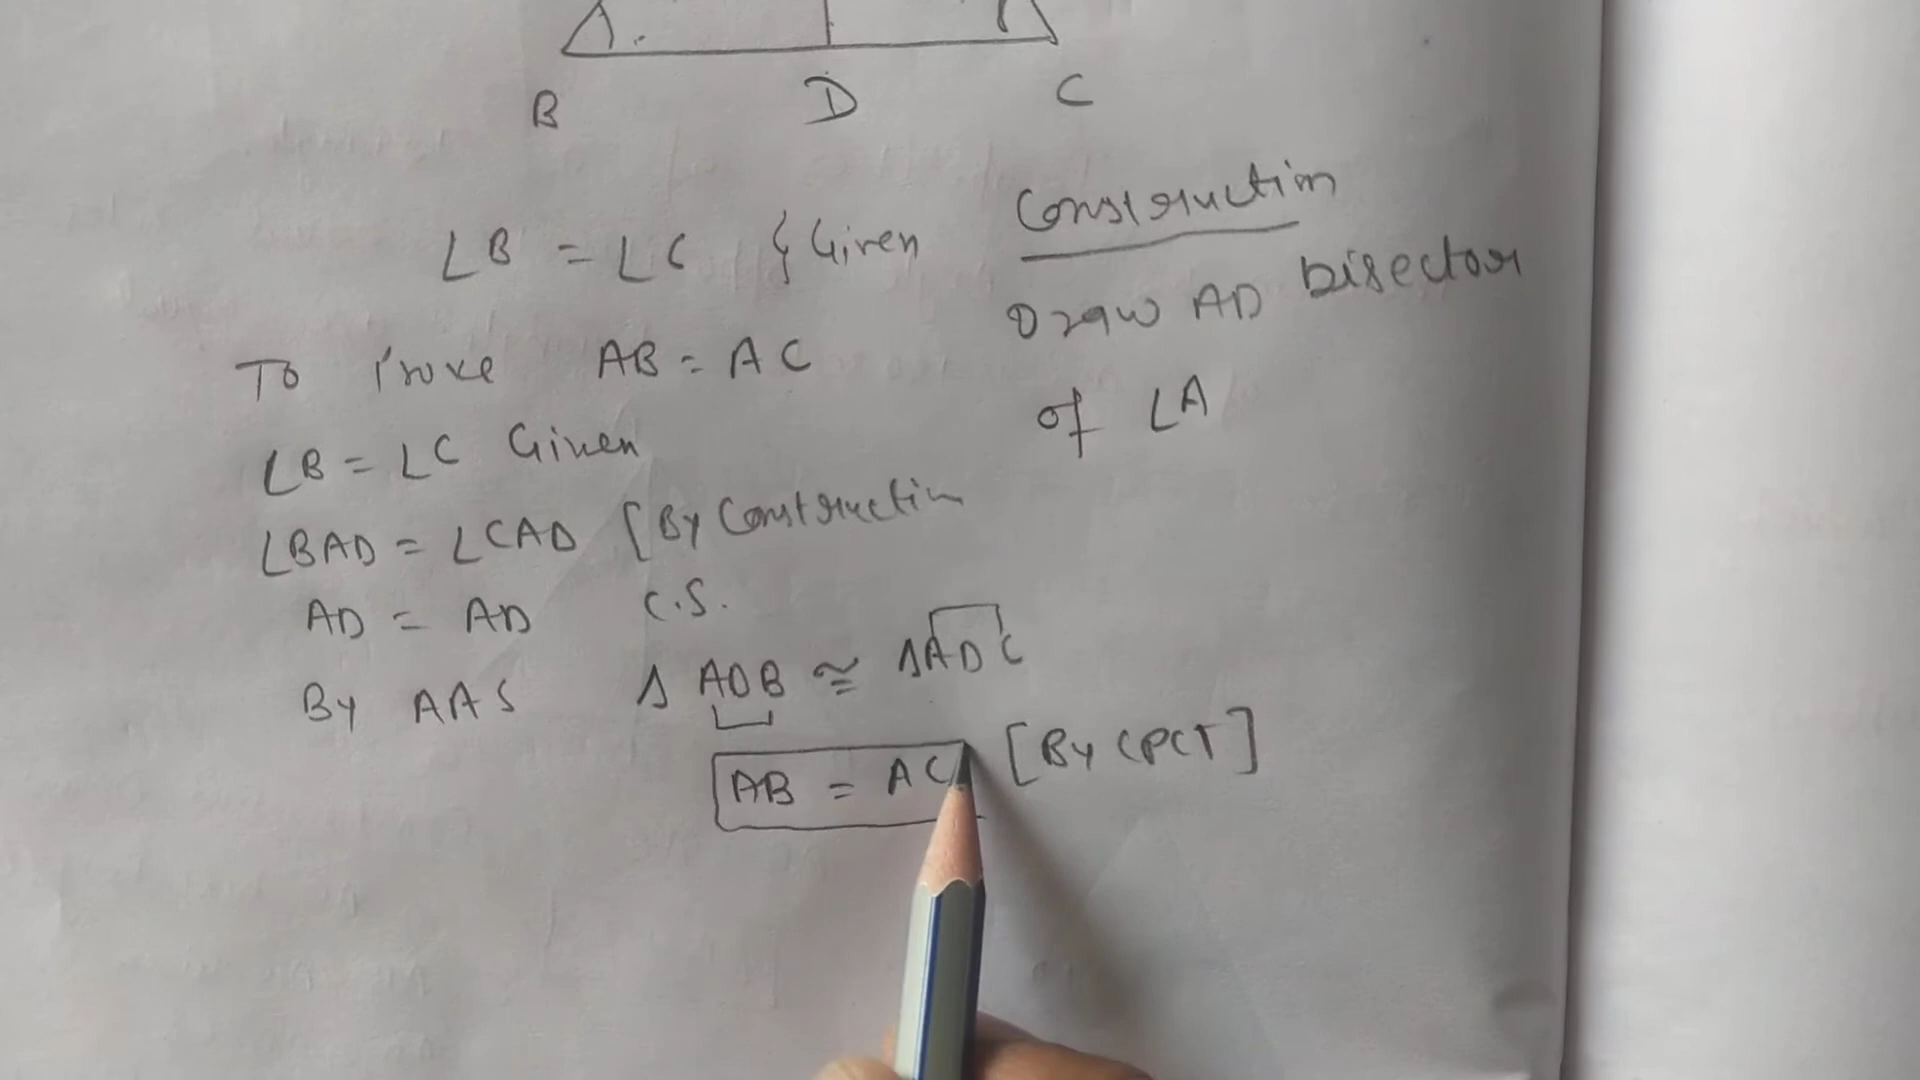 B D C
∠B = ∠C { Given
Construction
Draw AD Bisector
of ∠A
To Prove AB = AC
∠B = ∠C Given
∠BAD = ∠CAD [By Construction
AD = AD C.S.
By AAS Δ ADB ≅ ΔADC
AB = AC [By CPCT]